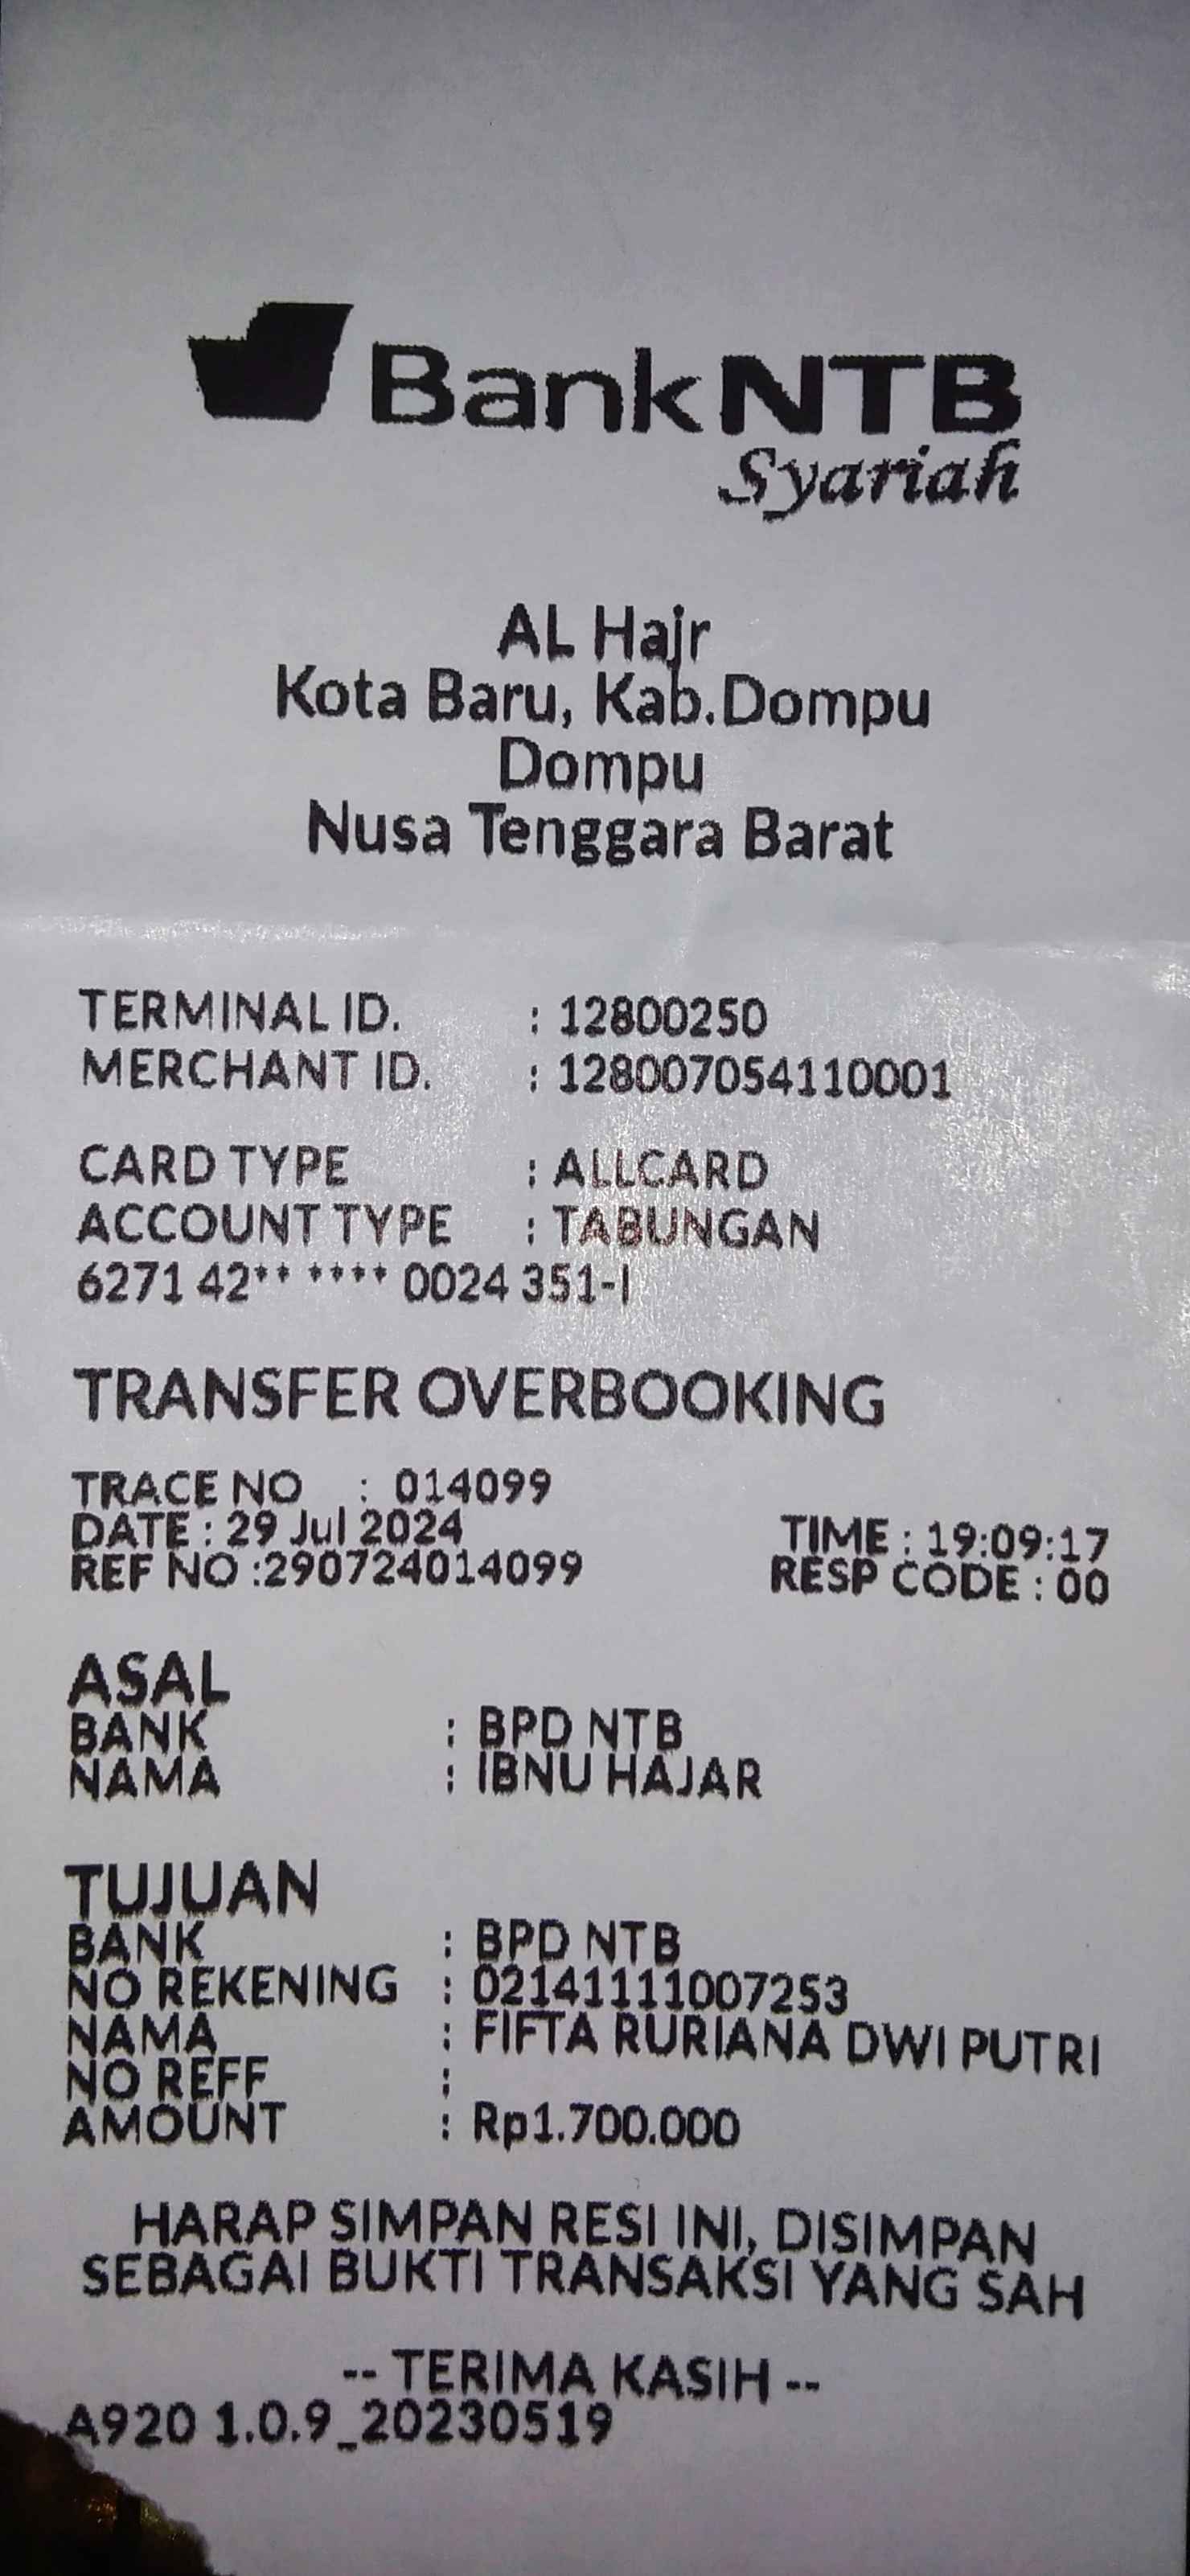 BankNTB
Syariah
AL Hajr
Kota Baru, Kab.Dompu
Dompu
Nusa Tenggara Barat
TERMINAL ID. : 12800250
MERCHANT ID. : 128007054110001
CARD TYPE : ALLCARD
ACCOUNT TYPE : TABUNGAN
6271 42** **** 0024 351-I
TRANSFER OVERBOOKING
TRACE NO : 014099
DATE : 29 Jul 2024 TIME : 19:09:17
REF NO :290724014099 RESP CODE : 00
ASAL
BANK : BPD NTB
NAMA : IBNU HAJAR
TUJUAN
BANK : BPD NTB
NO REKENING : 02141111007253
NAMA : FIFTA RURIANA DWI PUTRI
NO REFF :
AMOUNT : Rp1.700.000
HARAP SIMPAN RESI INI, DISIMPAN
SEBAGAI BUKTI TRANSAKSI YANG SAH
-- TERIMA KASIH --
A920 1.0.9_20230519